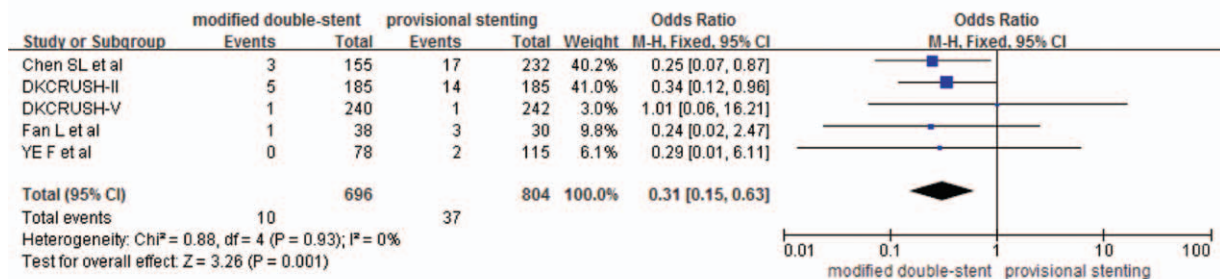 modified double-stent provisional stenting Odds Ratio Odds Ratio
Study or Subgroup Events Total Events Total Weight M-H, Fixed, 95% CI M-H, Fixed, 95% CI
Chen SL et al 3 155 17 232 40.2% 0.25 [0.07, 0.87]
DKCRUSH-II 5 185 14 185 41.0% 0.34 [0.12, 0.96]
DKCRUSH-V 1 240 1 242 3.0% 1.01 [0.06, 16.21]
Fan L et al 1 38 3 30 9.8% 0.24 [0.02, 2.47]
YE F et al 0 78 2 115 6.1% 0.29 [0.01, 6.11]
Total (95% CI) 696 804 100.0% 0.31 [0.15, 0.63]
Total events 10 37
Heterogeneity: Chi² = 0.88, df = 4 (P = 0.93); I² = 0%
Test for overall effect: Z = 3.26 (P = 0.001)
0.01 0.1 1 10 100
modified double-stent provisional stenting